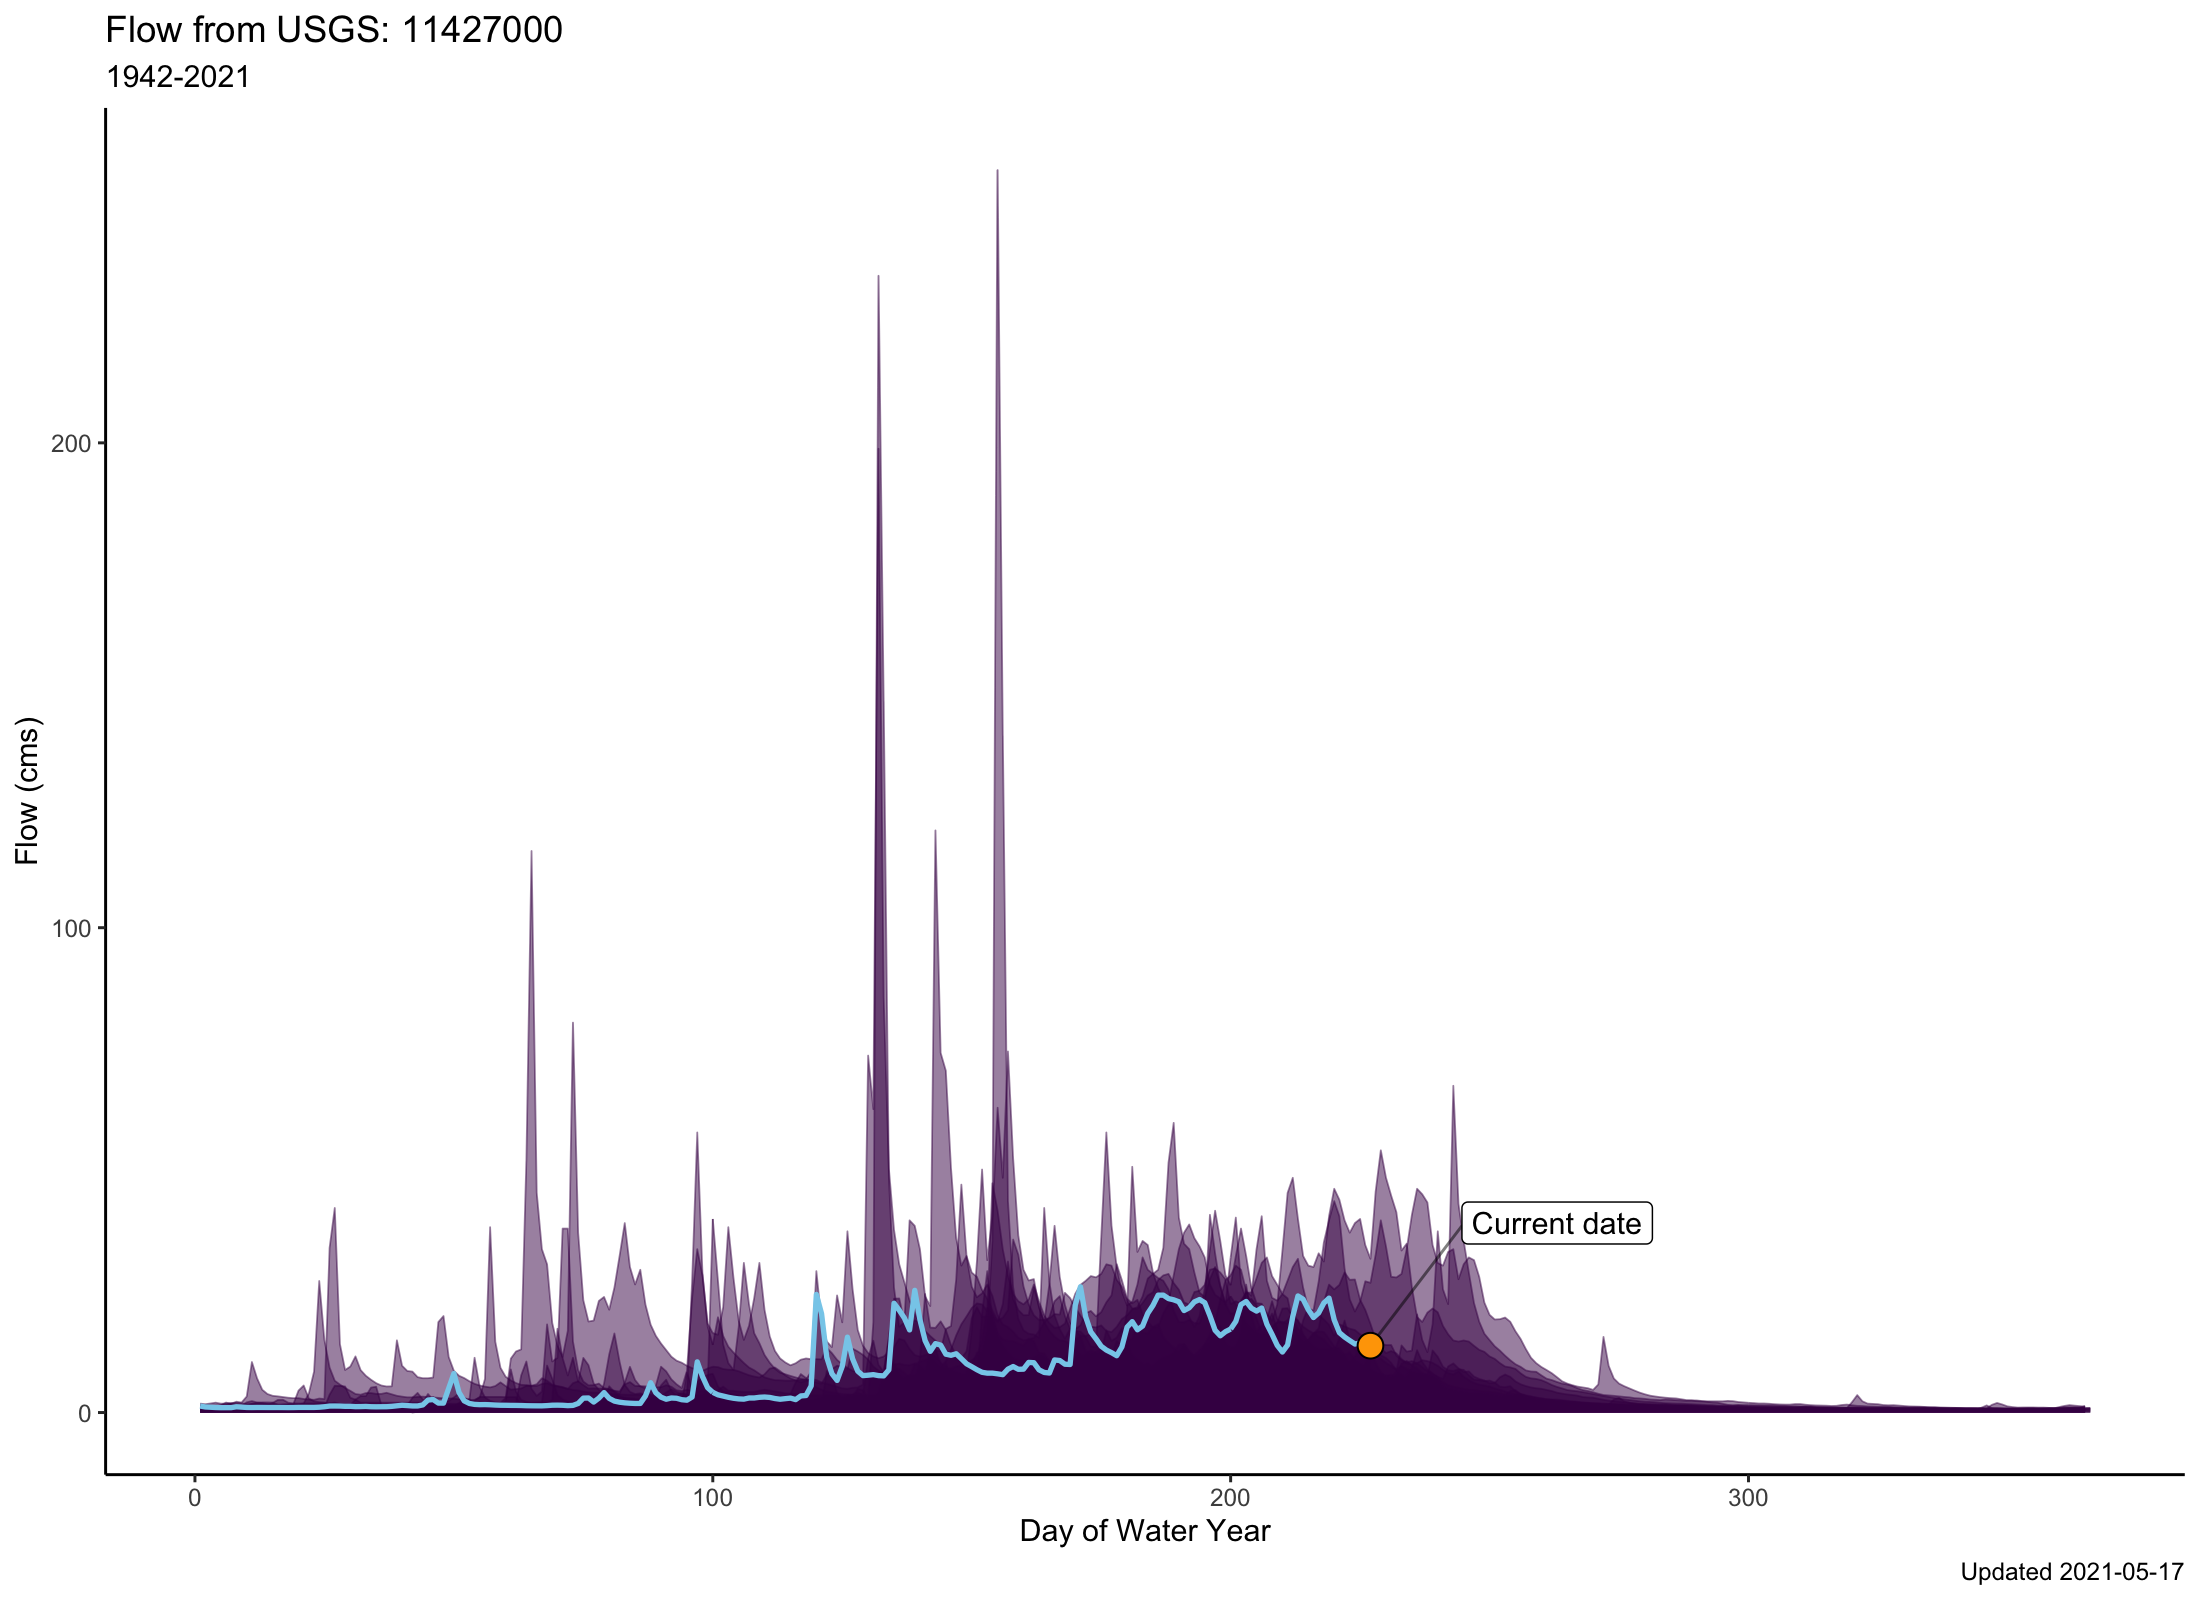 Flow from USGS: 11427000
1942-2021
Flow (cms)
200
100
0
Current date
0 100 200 300
Day of Water Year
Updated 2021-05-17